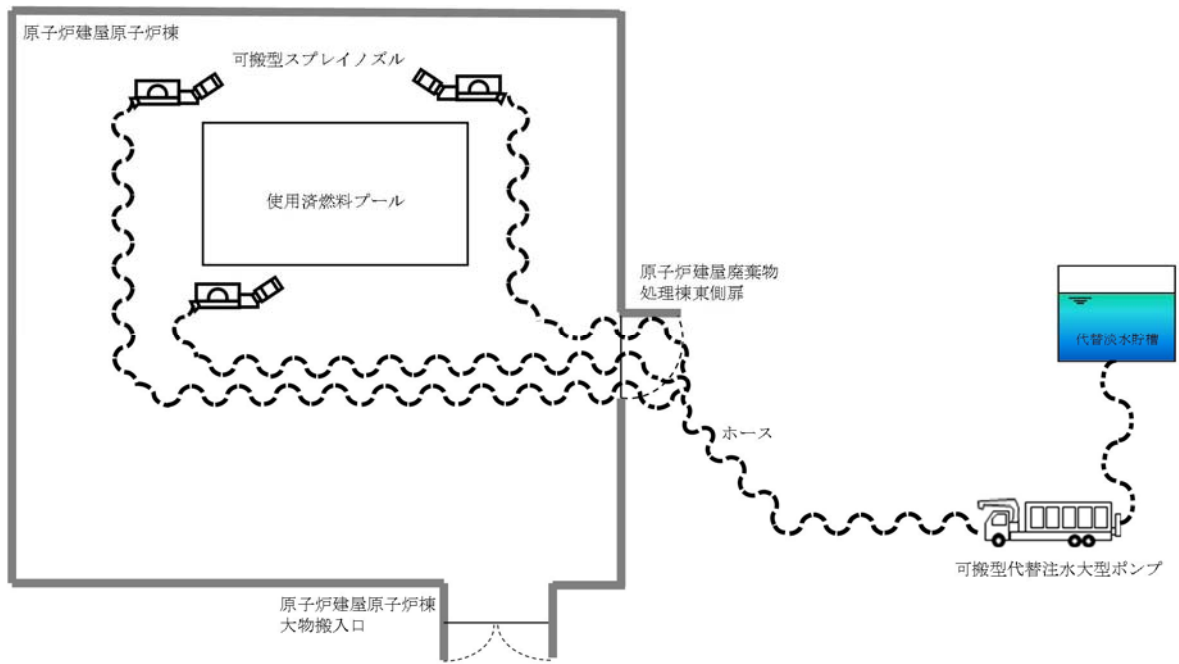 原子炉建屋原子炉棟
可搬型スプレイノズル
使用済燃料プール
原子炉建屋廃棄物
処理棟東側扉
代替淡水貯槽
ホース
可搬型代替注水大型ポンプ
原子炉建屋原子炉棟
大物搬入口